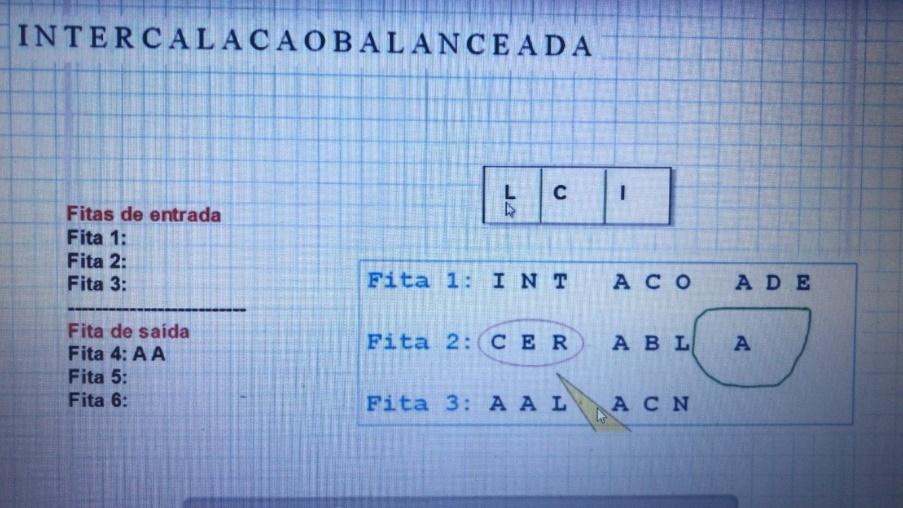 INTERCALACAOBALANCEADA
L C I
Fitas de entrada
Fita 1:
Fita 2:
Fita 3:
------------------------------
Fita de saída
Fita 4: A A
Fita 5:
Fita 6:
Fita 1: I N T A C O A D E
Fita 2: C E R A B L A
Fita 3: A A L A C N